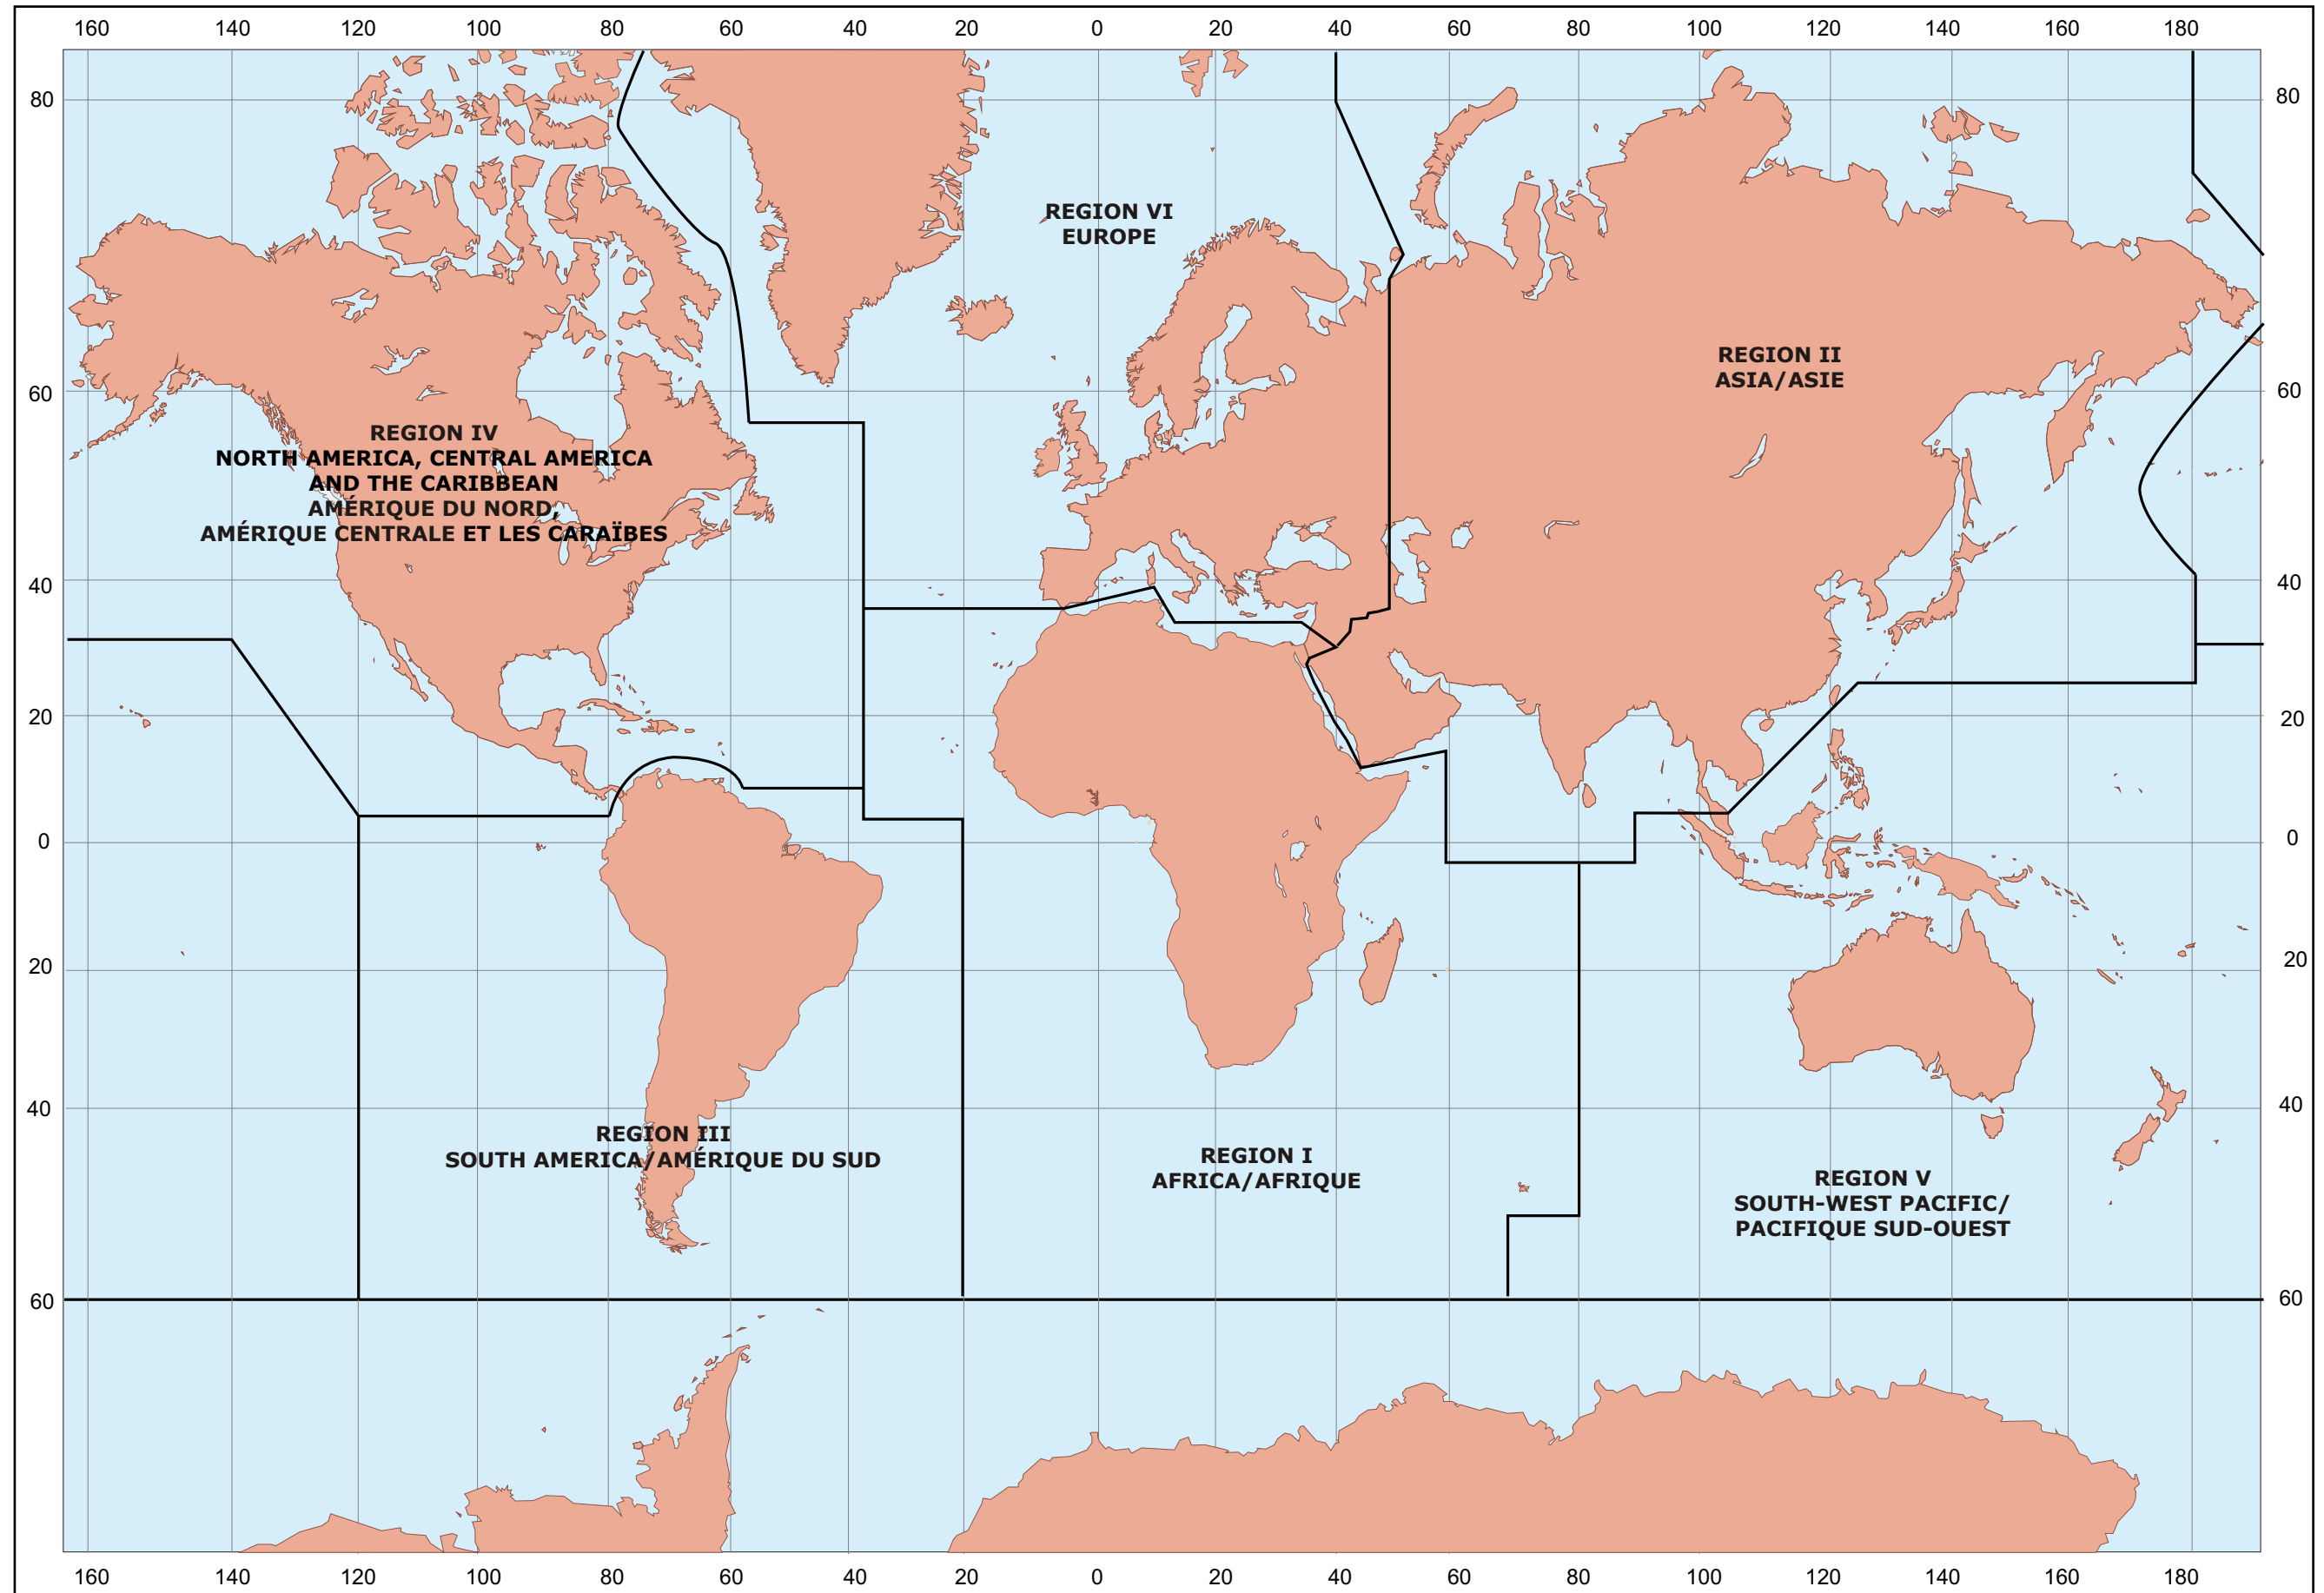 160 140 120 100 80 60 40 20 0 20 40 60 80 100 120 140 160 180
80 80
REGION VI
EUROPE
REGION II
ASIA/ASIE
60 60
REGION IV
NORTH AMERICA, CENTRAL AMERICA
AND THE CARIBBEAN
AMÉRIQUE DU NORD,
AMÉRIQUE CENTRALE ET LES CARAÏBES
40 40
20 20
0 0
20 20
40 40
REGION III
SOUTH AMERICA/AMÉRIQUE DU SUD
REGION I
AFRICA/AFRIQUE
REGION V
SOUTH-WEST PACIFIC/
PACIFIQUE SUD-OUEST
60 60
160 140 120 100 80 60 40 20 0 20 40 60 80 100 120 140 160 180